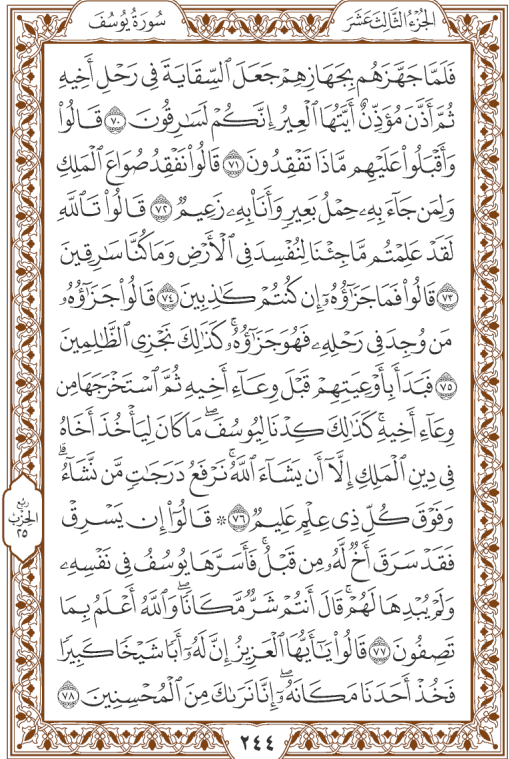 الجزء الثالث عشر
سورة يوسف
فَلَمَّا جَهَّزَهُم بِجَهَازِهِمْ جَعَلَ ٱلسِّقَايَةَ فِى رَحْلِ أَخِيهِ
ثُمَّ أَذَّنَ مُؤَذِّنٌ أَيَّتُهَا ٱلْعِيرُ إِنَّكُمْ لَسَٰرِقُونَ ٧٠ قَالُوا۟
وَأَقْبَلُوا۟ عَلَيْهِم مَّاذَا تَفْقِدُونَ ٧١ قَالُوا۟ نَفْقِدُ صُوَاعَ ٱلْمَلِكِ
وَلِمَن جَآءَ بِهِۦ حِمْلُ بَعِيرٍ وَأَنَا۠ بِهِۦ زَعِيمٌ ٧٢ قَالُوا۟ تَٱللَّهِ
لَقَدْ عَلِمْتُم مَّا جِئْنَا لِنُفْسِدَ فِى ٱلْأَرْضِ وَمَا كُنَّا سَٰرِقِينَ
٧٣ قَالُوا۟ فَمَا جَزَٰٓؤُهُۥٓ إِن كُنتُمْ كَٰذِبِينَ ٧٤ قَالُوا۟ جَزَٰٓؤُهُۥ
مَن وُجِدَ فِى رَحْلِهِۦ فَهُوَ جَزَٰٓؤُهُۥ ۚ كَذَٰلِكَ نَجْزِى ٱلظَّٰلِمِينَ
٧٥ فَبَدَأَ بِأَوْعِيَتِهِمْ قَبْلَ وِعَآءِ أَخِيهِ ثُمَّ ٱسْتَخْرَجَهَا مِن
وِعَآءِ أَخِيهِ ۚ كَذَٰلِكَ كِدْنَا لِيُوسُفَ ۖ مَا كَانَ لِيَأْخُذَ أَخَاهُ
فِى دِينِ ٱلْمَلِكِ إِلَّآ أَن يَشَآءَ ٱللَّهُ ۚ نَرْفَعُ دَرَجَٰتٍ مَّن نَّشَآءُ ۗ
وَفَوْقَ كُلِّ ذِى عِلْمٍ عَلِيمٌ ٧٦ ۞ قَالُوٓا۟ إِن يَسْرِقْ
فَقَدْ سَرَقَ أَخٌ لَّهُۥ مِن قَبْلُ ۚ فَأَسَرَّهَا يُوسُفُ فِى نَفْسِهِۦ
وَلَمْ يُبْدِهَا لَهُمْ ۚ قَالَ أَنتُمْ شَرٌّ مَّكَانًا ۖ وَٱللَّهُ أَعْلَمُ بِمَا
تَصِفُونَ ٧٧ قَالُوا۟ يَٰٓأَيُّهَا ٱلْعَزِيزُ إِنَّ لَهُۥٓ أَبًا شَيْخًا كَبِيرًا
فَخُذْ أَحَدَنَا مَكَانَهُۥٓ ۖ إِنَّا نَرَىٰكَ مِنَ ٱلْمُحْسِنِينَ ٧٨
ربع
الحزب
٢٥
٢٤٤